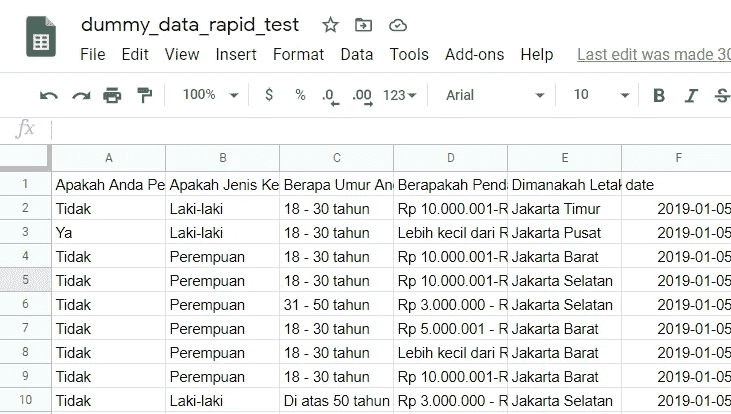 dummy_data_rapid_test
File Edit View Insert Format Data Tools Add-ons Help Last edit was made 30
100% $ % .0 .00 123 Arial 10 B I S
fx
A B C D E F
1 Apakah Anda Pe Apakah Jenis Ke Berapa Umur An Berapakah Penda Dimanakah Letak date
2 Tidak Laki-laki 18 - 30 tahun Rp 10.000.001-R Jakarta Timur 2019-01-05
3 Ya Laki-laki 18 - 30 tahun Lebih kecil dari R Jakarta Pusat 2019-01-05
4 Tidak Perempuan 18 - 30 tahun Rp 10.000.001-R Jakarta Barat 2019-01-05
5 Tidak Perempuan 18 - 30 tahun Rp 10.000.001-R Jakarta Selatan 2019-01-05
6 Tidak Perempuan 31 - 50 tahun Rp 3.000.000 - R Jakarta Selatan 2019-01-05
7 Tidak Perempuan 18 - 30 tahun Rp 5.000.001 - R Jakarta Barat 2019-01-05
8 Tidak Perempuan 18 - 30 tahun Lebih kecil dari R Jakarta Barat 2019-01-05
9 Tidak Perempuan 18 - 30 tahun Rp 10.000.001-R Jakarta Barat 2019-01-05
10 Tidak Laki-laki Di atas 50 tahun Rp 3.000.000 - R Jakarta Selatan 2019-01-05